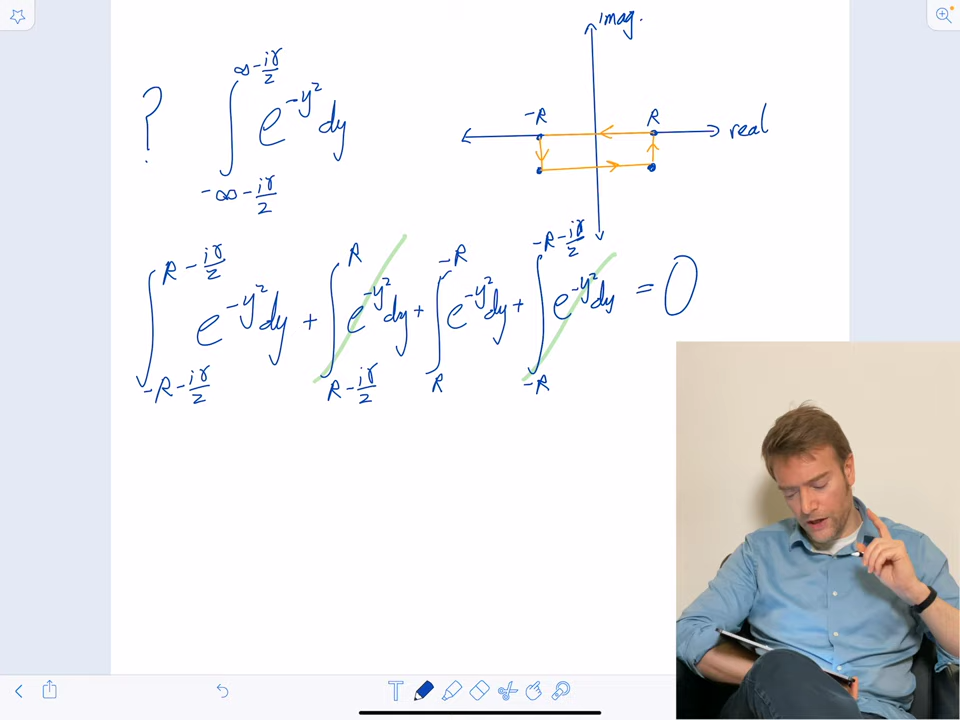 imag.
? ∫_{-∞ - iγ/2}^{∞ - iγ/2} e^{-y²} dy
-R R real
∫_{-R - iγ/2}^{R - iγ/2} e^{-y²} dy + ∫_{R - iγ/2}^{R} e^{-y²} dy + ∫_{R}^{-R} e^{-y²} dy + ∫_{-R}^{-R - iγ/2} e^{-y²} dy = 0
T